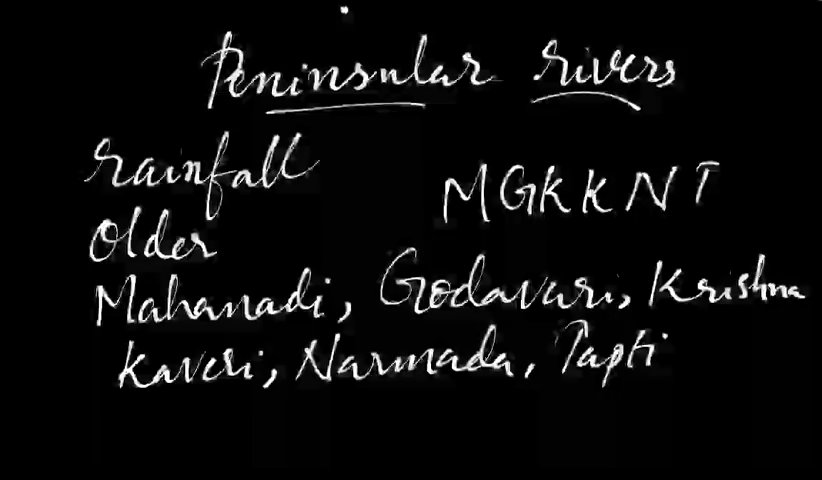 Peninsular rivers
rainfall
MGKKNT
Older
Mahanadi, Godavari, Krishna
Kaveri, Narmada, Tapti